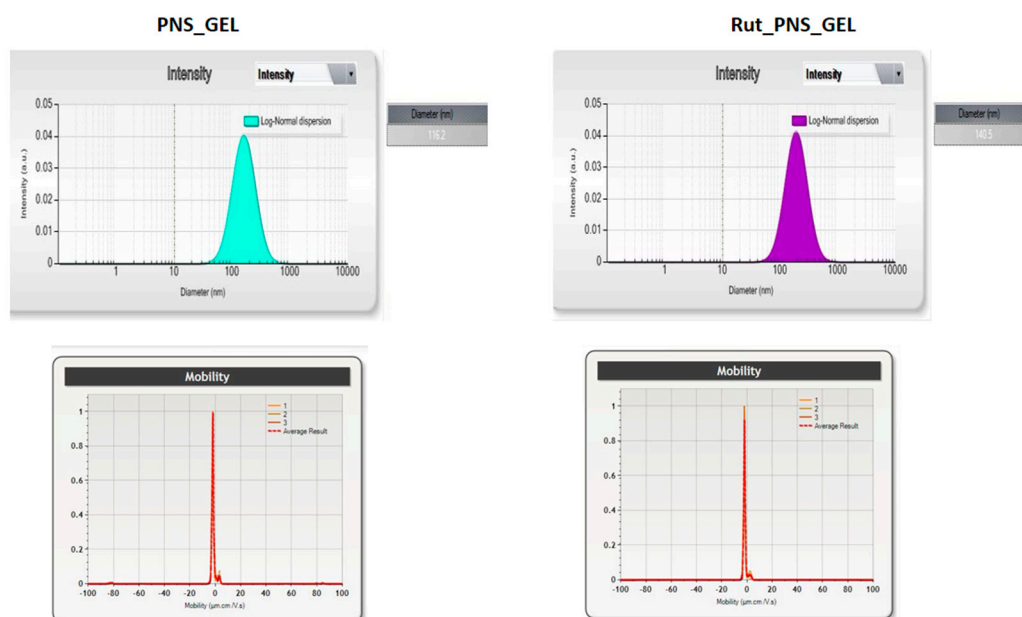 PNS_GEL
Intensity
Intensity
Log-Normal dispersion
Intensity (a.u.)
0.05
0.04
0.03
0.02
0.01
0
1
10
100
1000
10000
Diameter (nm)
Diameter (nm)
116.2
Rut_PNS_GEL
Intensity
Intensity
Log-Normal dispersion
Intensity (a.u.)
0.05
0.04
0.03
0.02
0.01
0
1
10
100
1000
10000
Diameter (nm)
Diameter (nm)
140.5
Mobility
1
2
3
Average Result
1
0.8
0.6
0.4
0.2
0
-100 -80 -60 -40 -20 0 20 40 60 80 100
Mobility (µm.cm /V.s)
Mobility
1
2
3
Average Result
1
0.8
0.6
0.4
0.2
0
-100 -80 -60 -40 -20 0 20 40 60 80 100
Mobility (µm.cm /V.s)